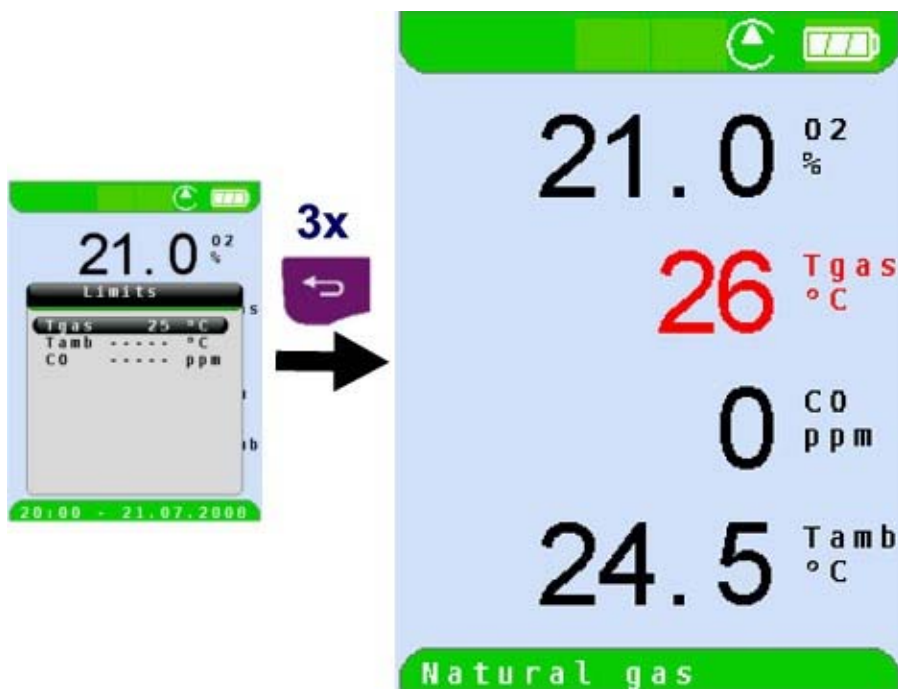 21.0 O2
%
Limits
s
Tgas 25 °C
Tamb ----- °C
CO ----- ppm
b
20:00 - 21.07.2008
3x
21.0 O2
%
26 Tgas
°C
0 CO
ppm
24.5 Tamb
°C
Natural gas